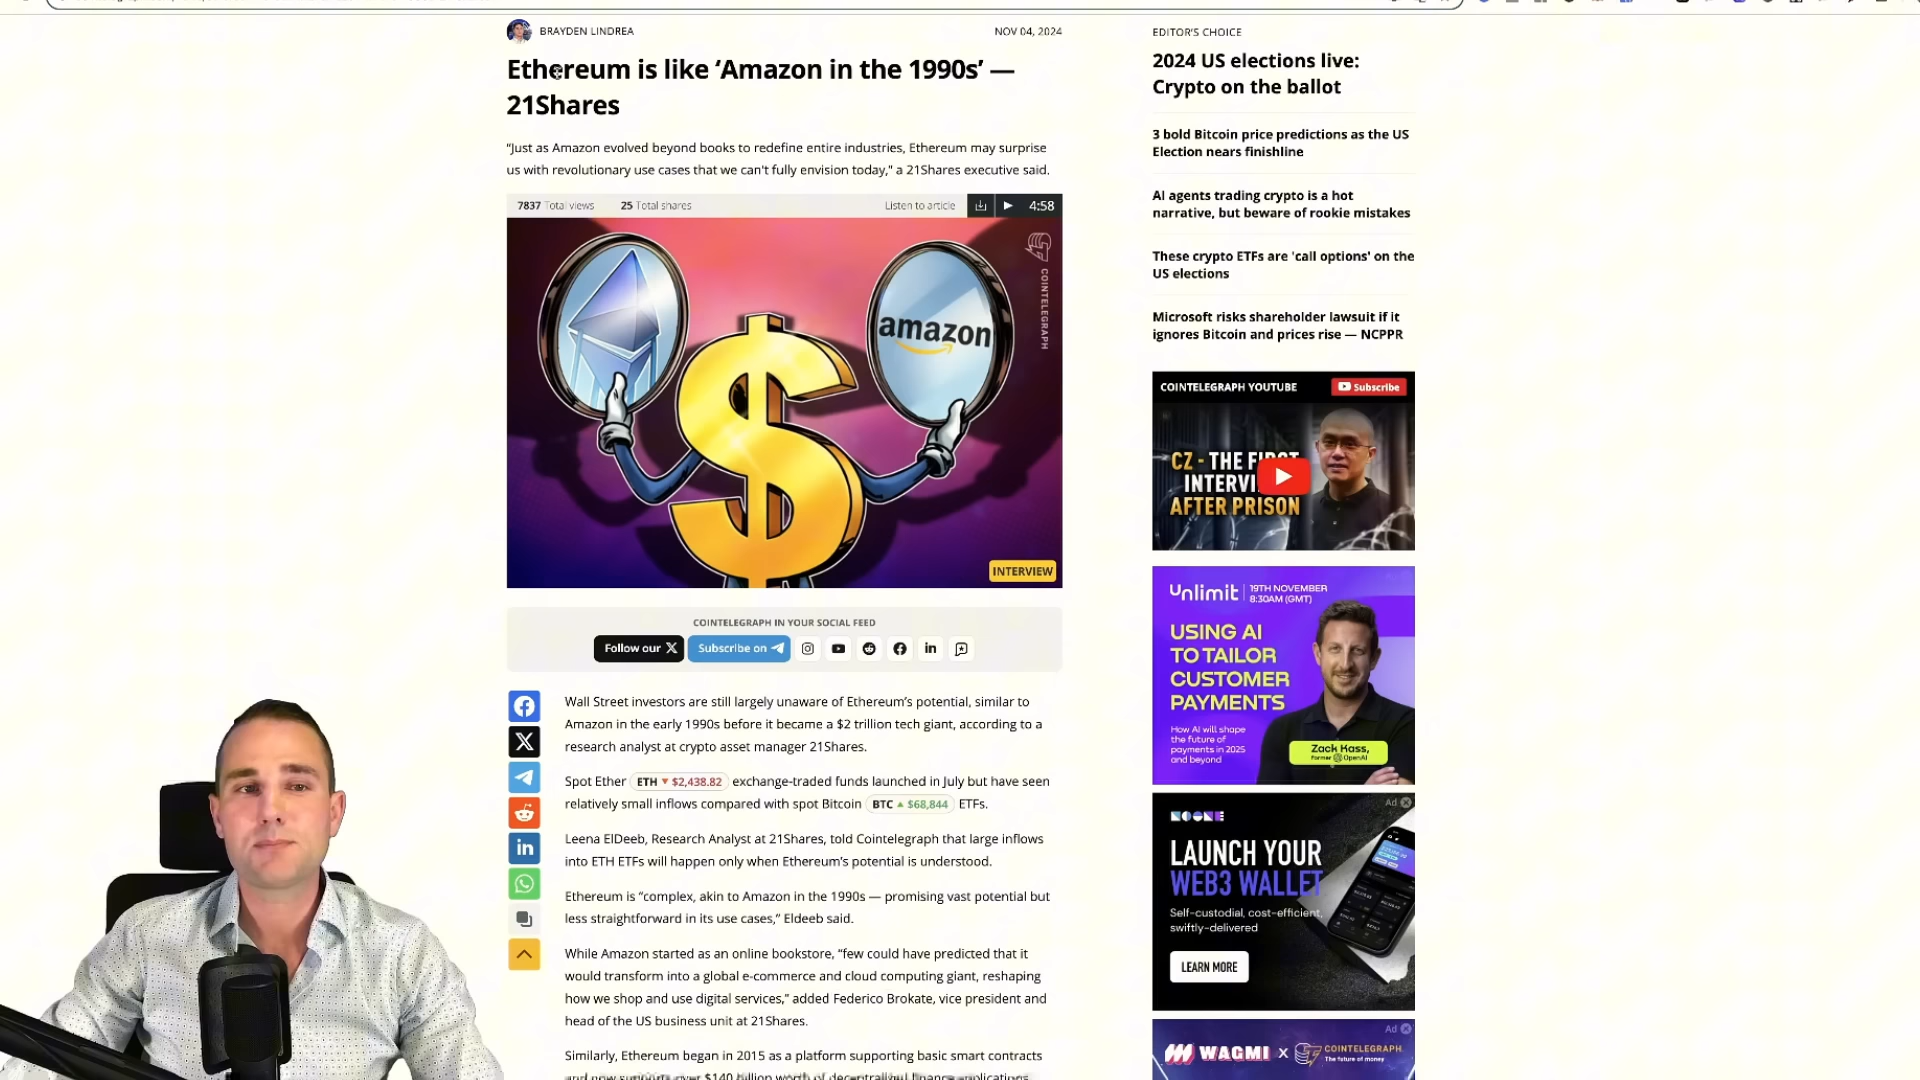 BRAYDEN LINDREA
NOV 04, 2024
Ethereum is like ‘Amazon in the 1990s’ —
21Shares
“Just as Amazon evolved beyond books to redefine entire industries, Ethereum may surprise
us with revolutionary use cases that we can't fully envision today," a 21Shares executive said.
7837 Total views
25 Total shares
Listen to article
4:58
amazon
COINTELEGRAPH
INTERVIEW
COINTELEGRAPH IN YOUR SOCIAL FEED
Follow our X
Subscribe on
Wall Street investors are still largely unaware of Ethereum’s potential, similar to
Amazon in the early 1990s before it became a $2 trillion tech giant, according to a
research analyst at crypto asset manager 21Shares.
Spot Ether ETH ▼ $2,438.82 exchange-traded funds launched in July but have seen
relatively small inflows compared with spot Bitcoin BTC ▲ $68,844 ETFs.
Leena ElDeeb, Research Analyst at 21Shares, told Cointelegraph that large inflows
into ETH ETFs will happen only when Ethereum’s potential is understood.
Ethereum is “complex, akin to Amazon in the 1990s — promising vast potential but
less straightforward in its use cases,” Eldeeb said.
While Amazon started as an online bookstore, “few could have predicted that it
would transform into a global e-commerce and cloud computing giant, reshaping
how we shop and use digital services,” added Federico Brokate, vice president and
head of the US business unit at 21Shares.
Similarly, Ethereum began in 2015 as a platform supporting basic smart contracts
and now supports over $140 billion worth of decentralized finance applications
EDITOR'S CHOICE
2024 US elections live:
Crypto on the ballot
3 bold Bitcoin price predictions as the US
Election nears finishline
AI agents trading crypto is a hot
narrative, but beware of rookie mistakes
These crypto ETFs are 'call options' on the
US elections
Microsoft risks shareholder lawsuit if it
ignores Bitcoin and prices rise — NCPPR
COINTELEGRAPH YOUTUBE
Subscribe
CZ - THE FIRST
AFTER PRISON
Unlimit
19TH NOVEMBER
8:30AM (GMT)
USING AI
TO TAILOR
CUSTOMER
PAYMENTS
How AI will shape
the future of
payments in 2025
and beyond
Zack Kass,
former OpenAI
Ad
NOONE
LAUNCH YOUR
WEB3 WALLET
Self-custodial, cost-efficient,
swiftly-delivered
LEARN MORE
Ad
WAGMI X COINTELEGRAPH
The future of money